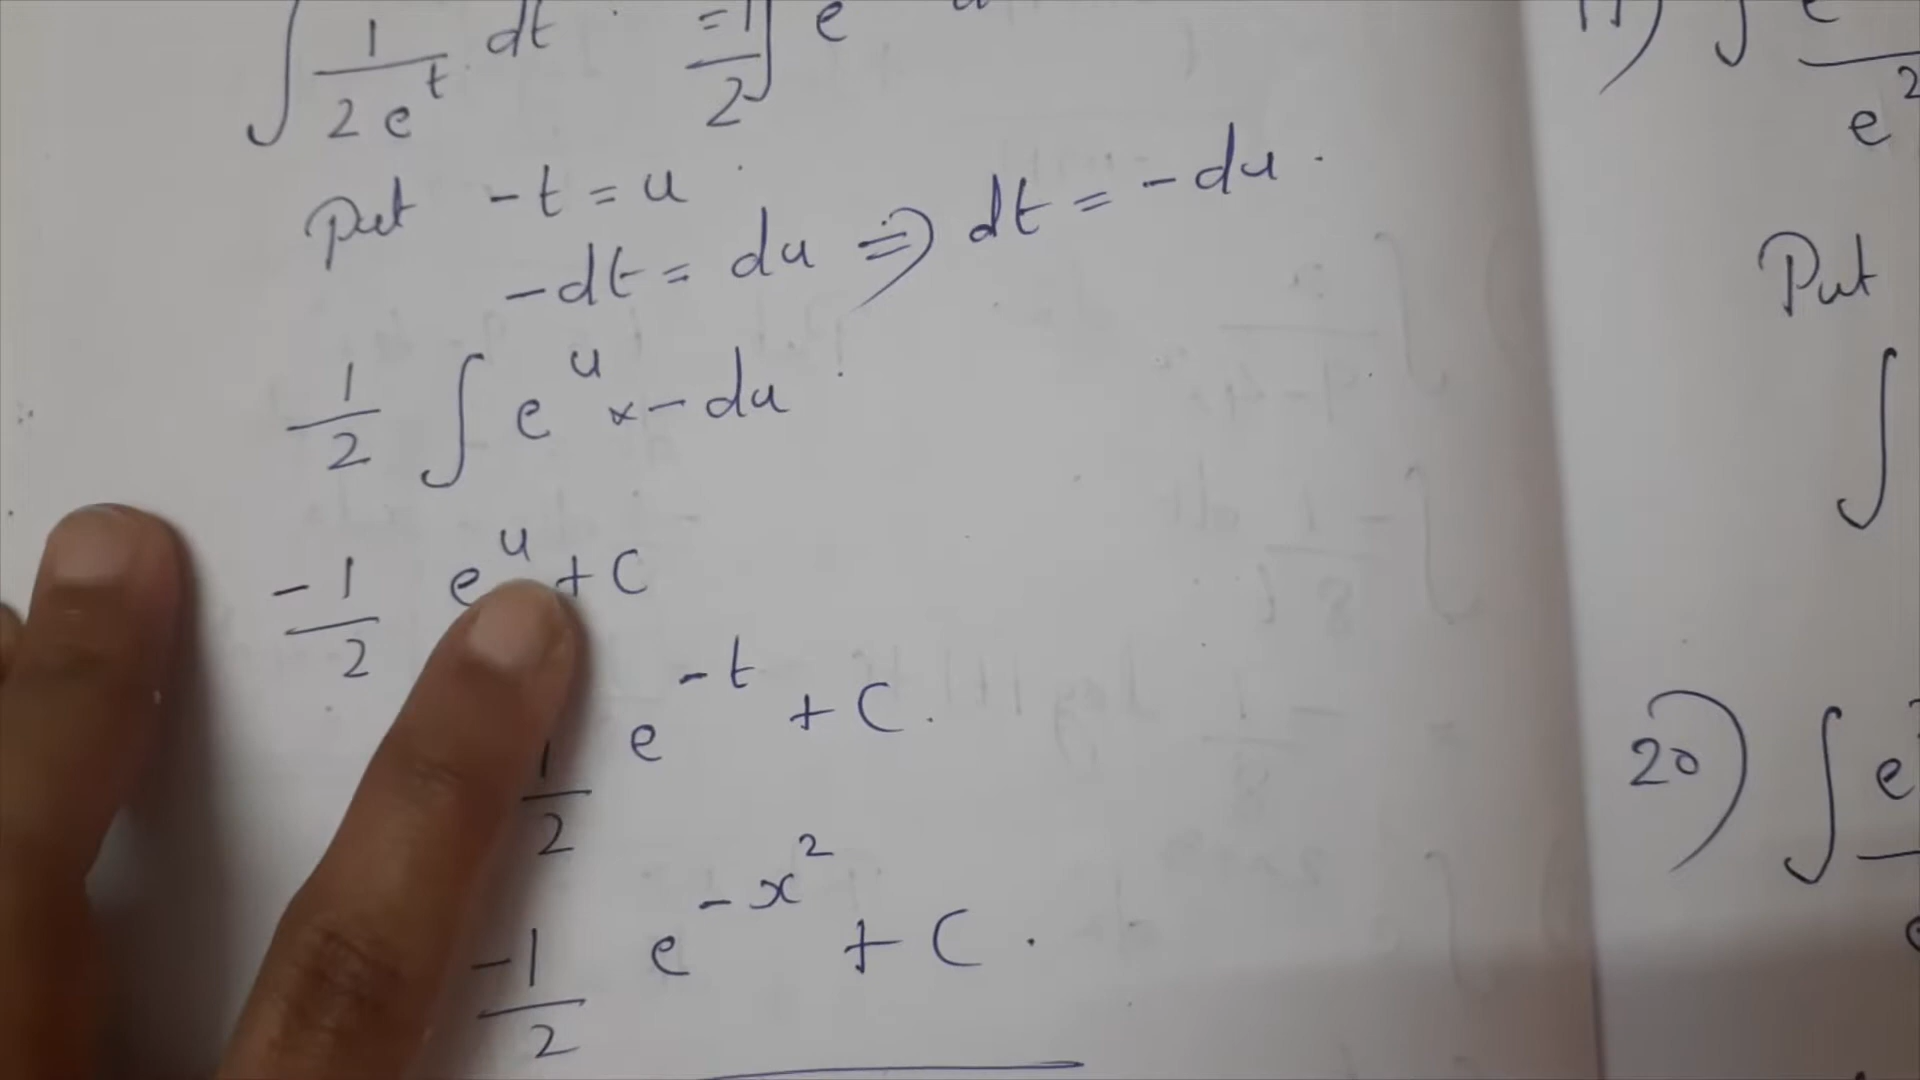 ∫ 1/(2e^t) dt . = 1/2 ∫ e
Put -t = u .
-dt = du ⇒ dt = -du .
1/2 ∫ e^u × -du
-1/2 e^u + C
1/2 e^-t + C .
-1/2 e^-x² + C .
∫ e
e²
Put
∫
20) ∫ e